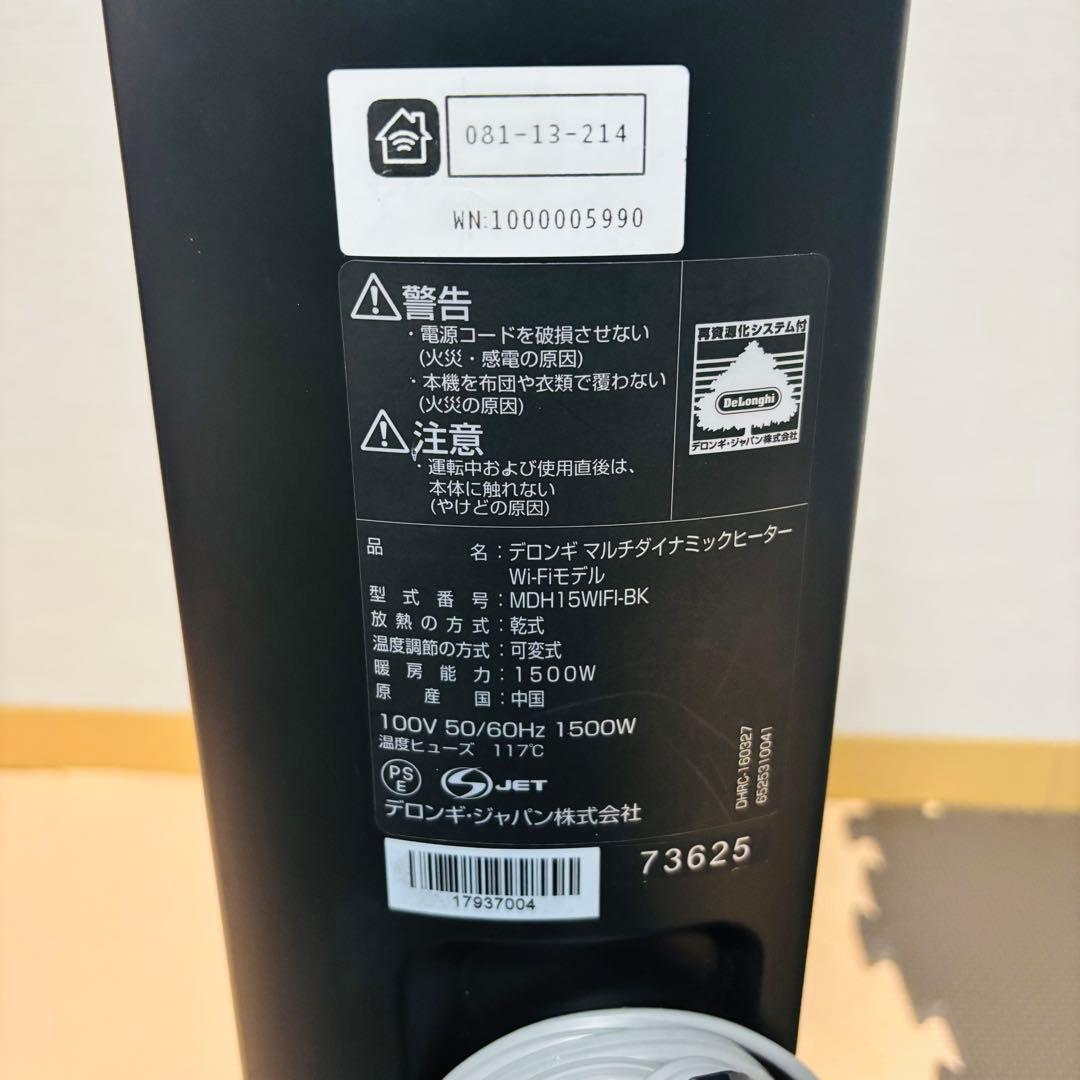 081-13-214
WN:1000005990
警告
・電源コードを破損させない
(火災・感電の原因)
・本機を布団や衣類で覆わない
(火災の原因)
注意
・運転中および使用直後は、
本体に触れない
(やけどの原因)
再資源化システム付
DeLonghi
デロンギ・ジャパン株式会社
品名：デロンギ マルチダイナミックヒーター
Wi-Fiモデル
型式番号：MDH15WIFI-BK
放熱の方式：乾式
温度調節の方式：可変式
暖房能力：1500W
原産国：中国
100V 50/60Hz 1500W
温度ヒューズ 117℃
PSE JET
デロンギ・ジャパン株式会社
DHRC-160327
6525310041
73625
17937004